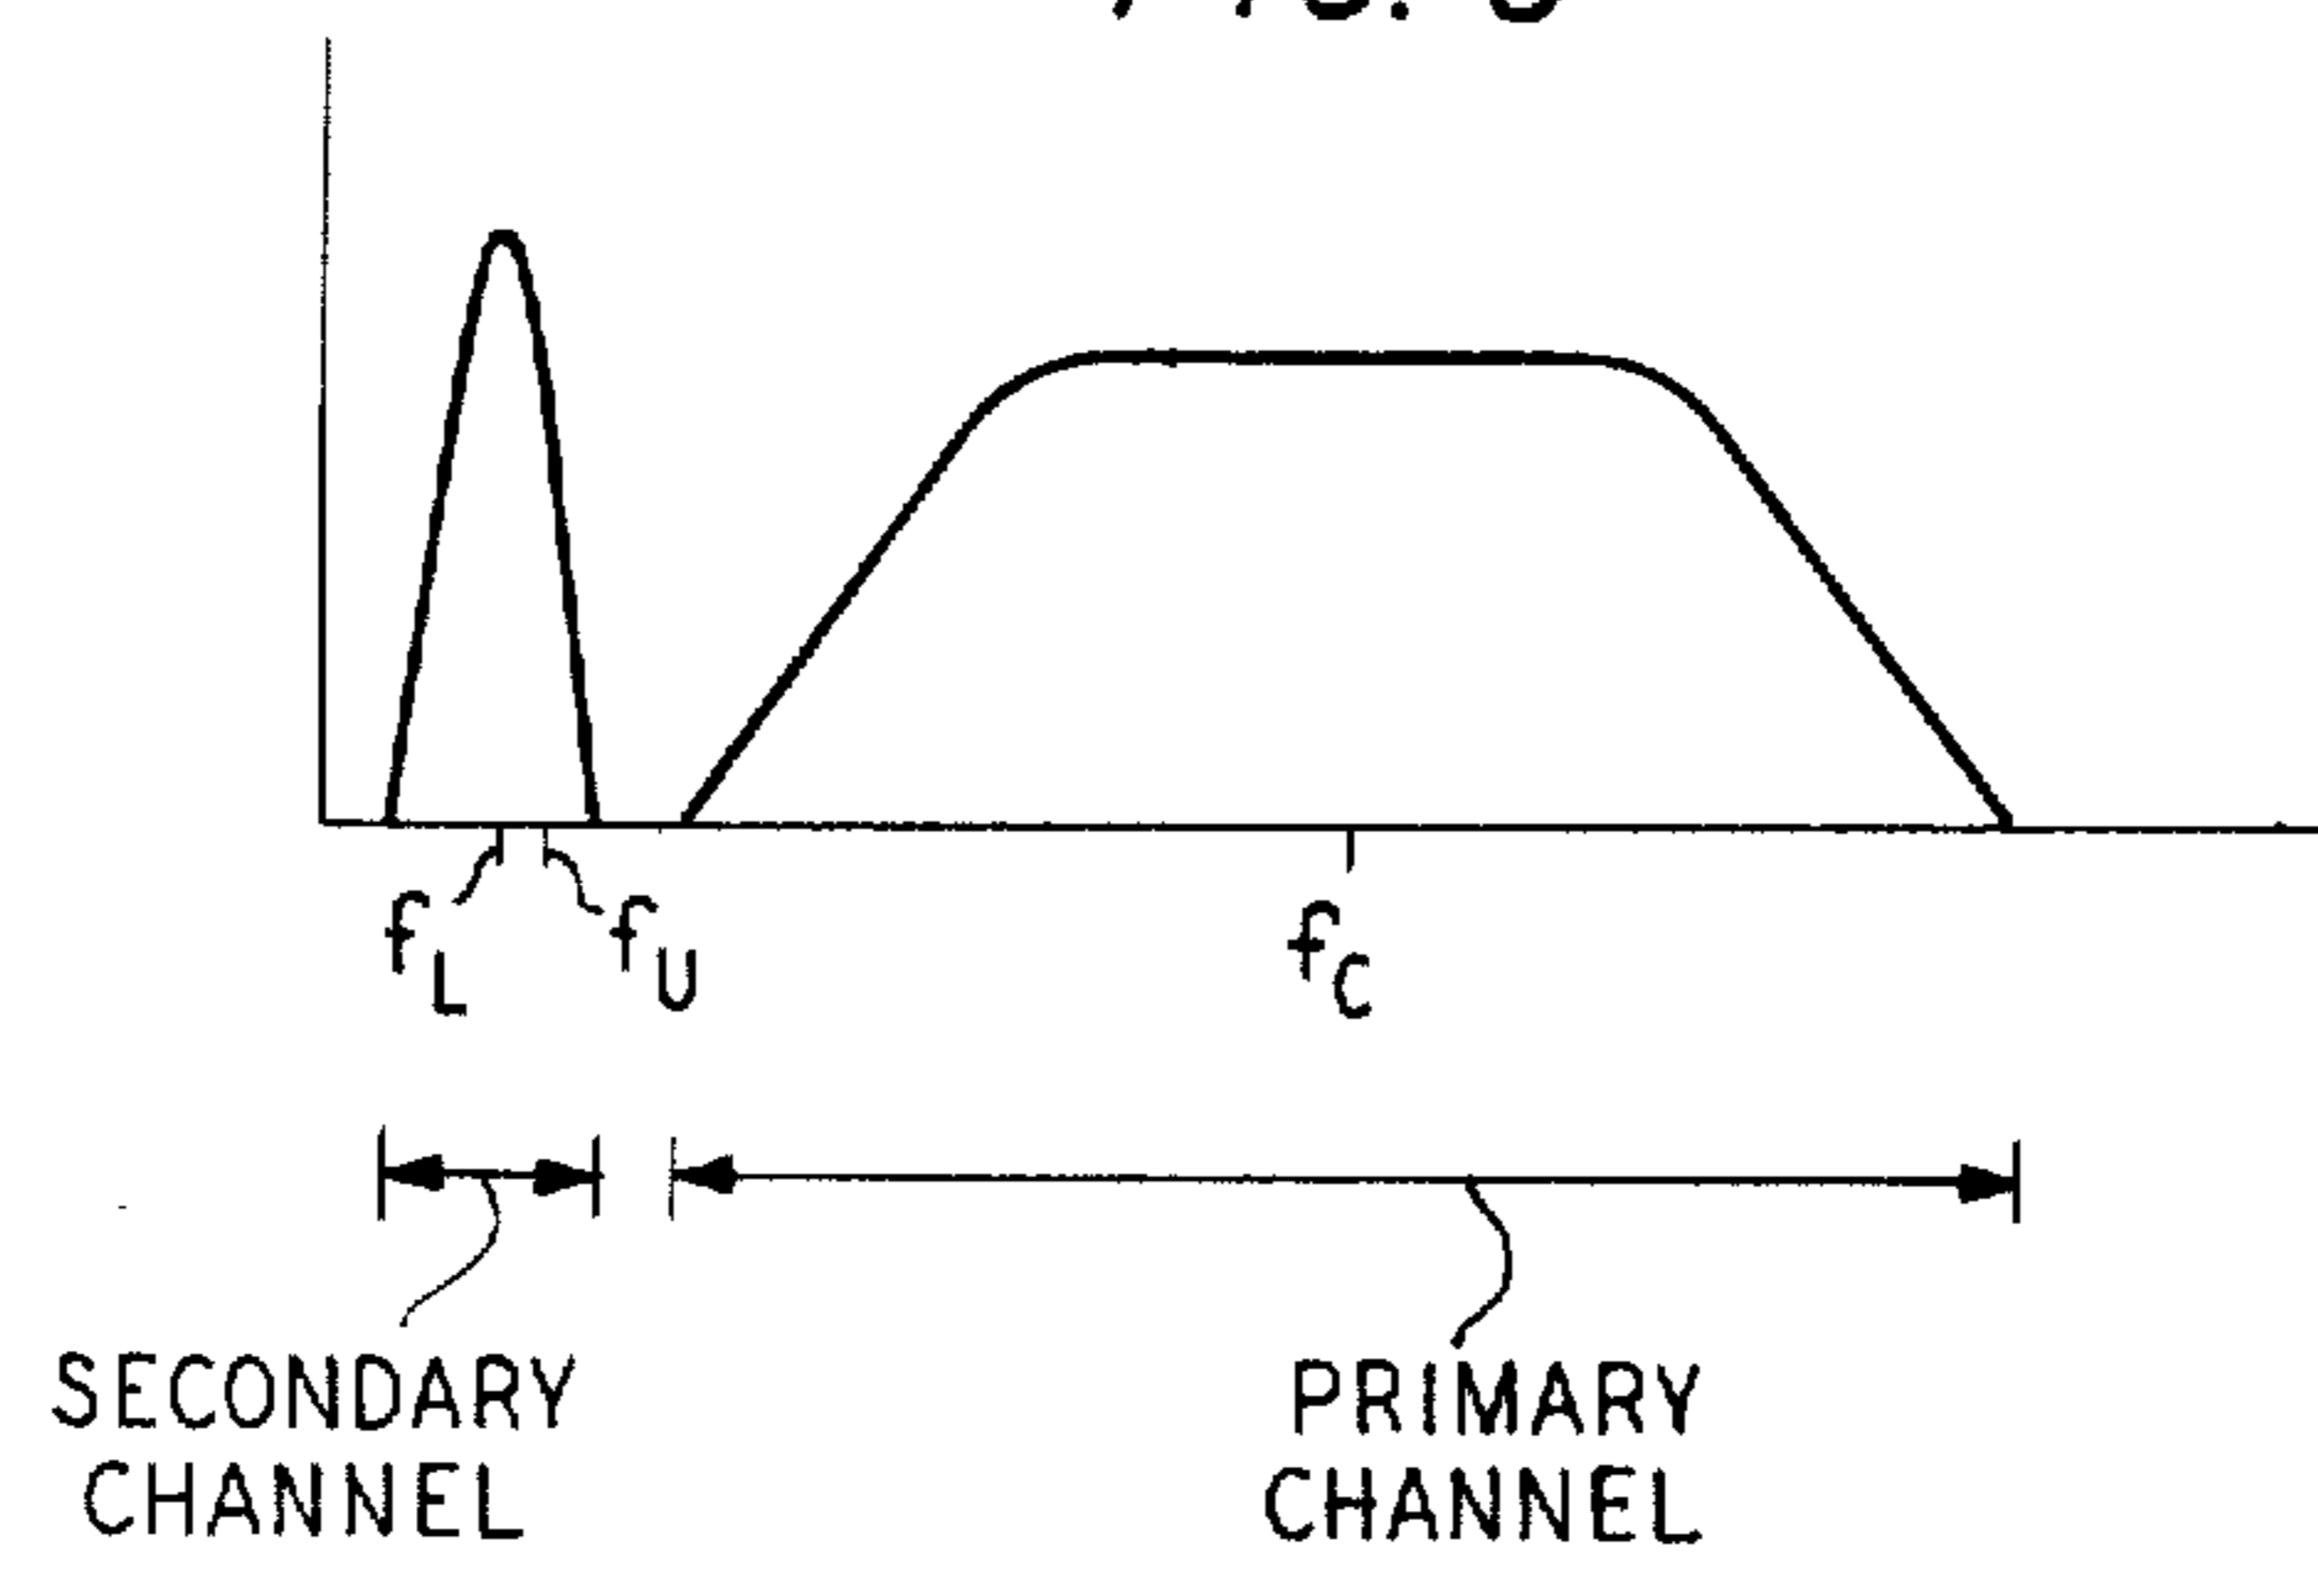 f_L f_U f_C
SECONDARY
CHANNEL
PRIMARY
CHANNEL